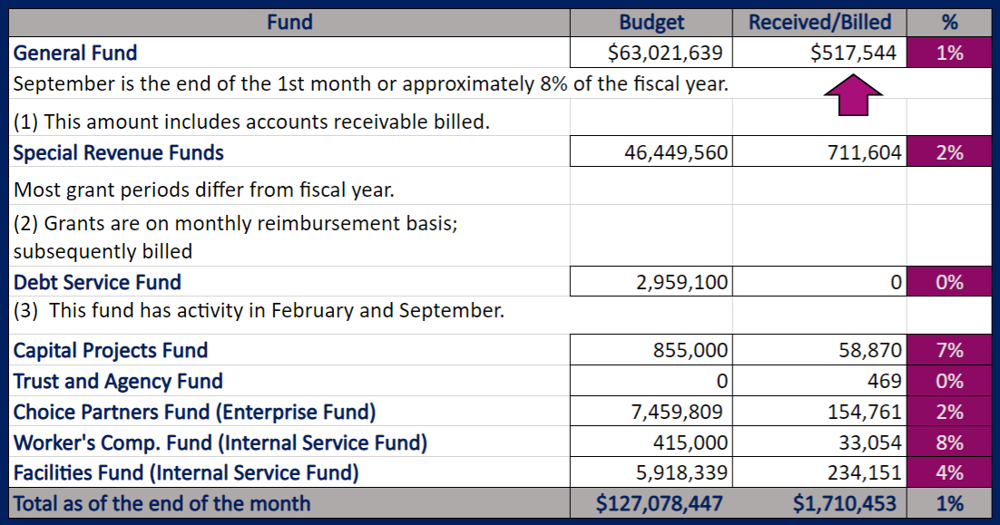 Fund Budget Received/Billed %
General Fund $63,021,639 $517,544 1%
September is the end of the 1st month or approximately 8% of the fiscal year.
(1) This amount includes accounts receivable billed.
Special Revenue Funds 46,449,560 711,604 2%
Most grant periods differ from fiscal year.
(2) Grants are on monthly reimbursement basis;
subsequently billed
Debt Service Fund 2,959,100 0 0%
(3) This fund has activity in February and September.
Capital Projects Fund 855,000 58,870 7%
Trust and Agency Fund 0 469 0%
Choice Partners Fund (Enterprise Fund) 7,459,809 154,761 2%
Worker's Comp. Fund (Internal Service Fund) 415,000 33,054 8%
Facilities Fund (Internal Service Fund) 5,918,339 234,151 4%
Total as of the end of the month $127,078,447 $1,710,453 1%